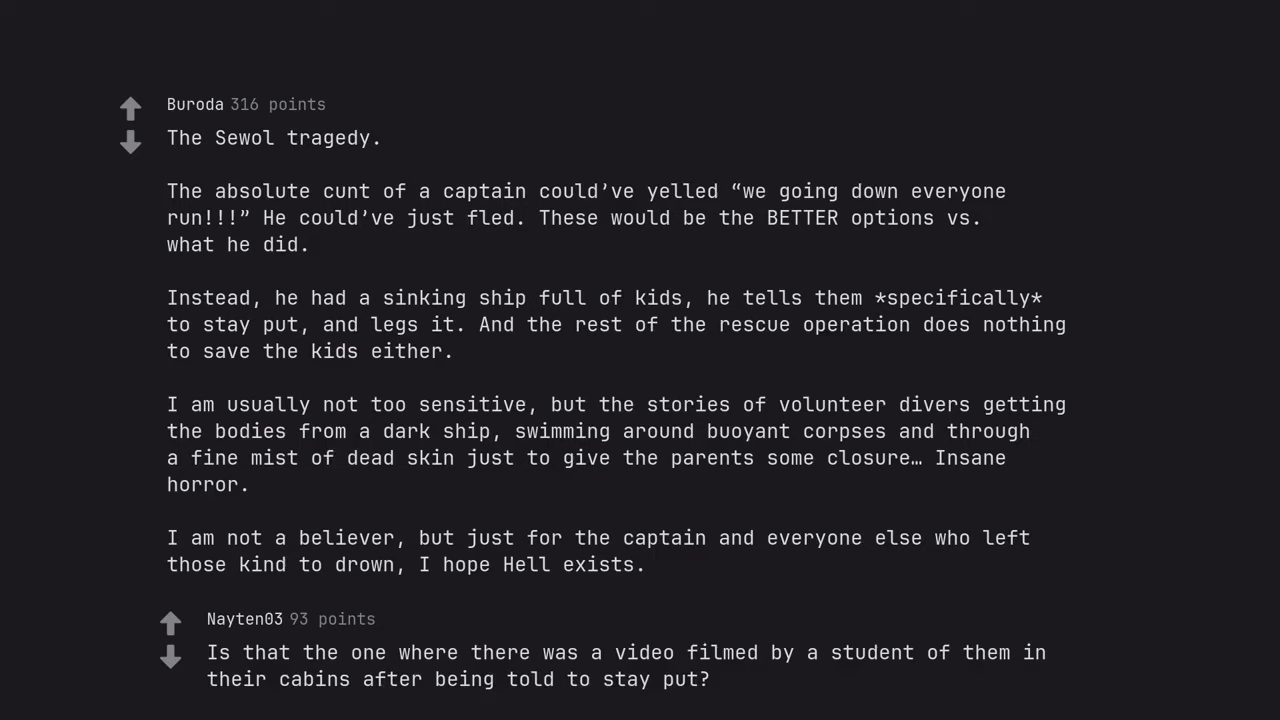 Buroda 316 points
The Sewol tragedy.
The absolute cunt of a captain could’ve yelled “we going down everyone
run!!!” He could’ve just fled. These would be the BETTER options vs.
what he did.
Instead, he had a sinking ship full of kids, he tells them *specifically*
to stay put, and legs it. And the rest of the rescue operation does nothing
to save the kids either.
I am usually not too sensitive, but the stories of volunteer divers getting
the bodies from a dark ship, swimming around buoyant corpses and through
a fine mist of dead skin just to give the parents some closure… Insane
horror.
I am not a believer, but just for the captain and everyone else who left
those kind to drown, I hope Hell exists.
Nayten03 93 points
Is that the one where there was a video filmed by a student of them in
their cabins after being told to stay put?